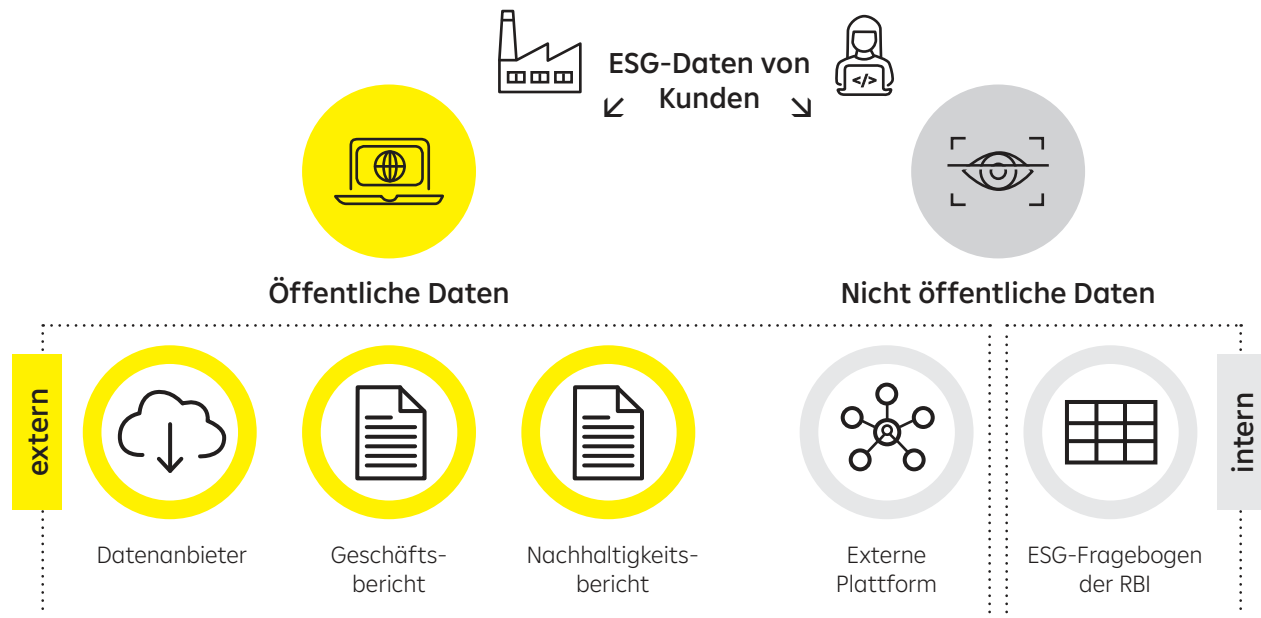 ESG-Daten von
Kunden
</>
Öffentliche Daten
Nicht öffentliche Daten
extern
Datenanbieter
Geschäfts-
bericht
Nachhaltigkeits-
bericht
Externe
Plattform
ESG-Fragebogen
der RBI
intern